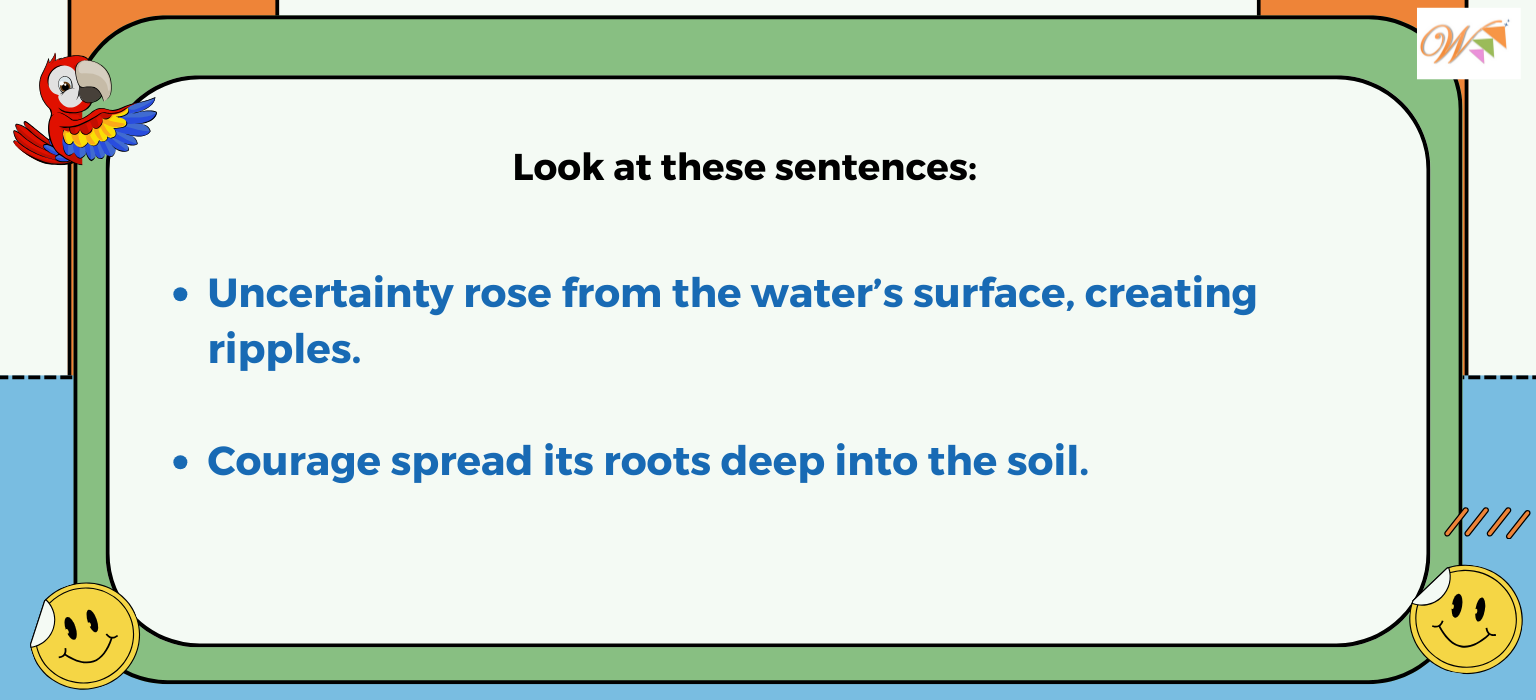 W
Look at these sentences:
• Uncertainty rose from the water’s surface, creating
ripples.
• Courage spread its roots deep into the soil.